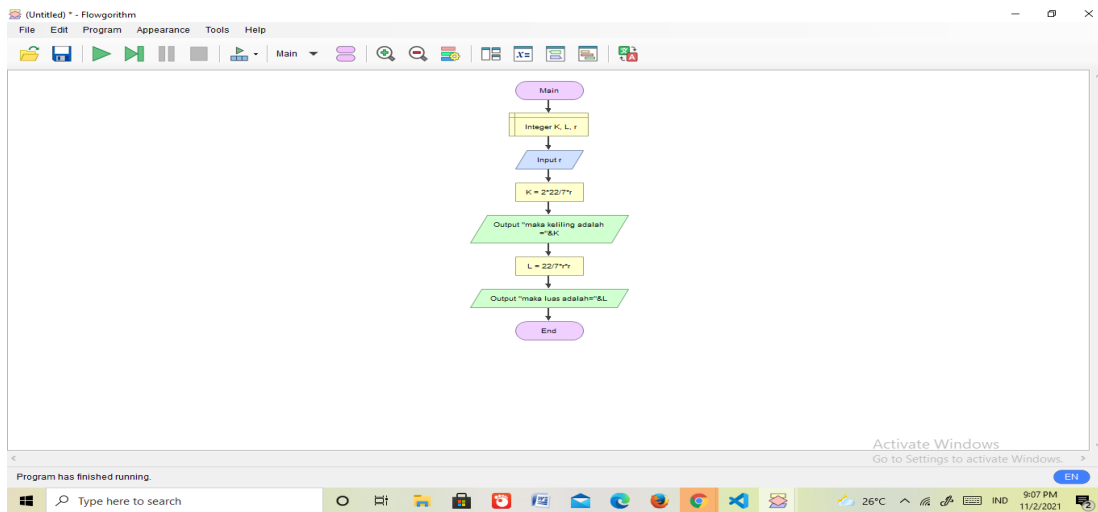 (Untitled) * - Flowgorithm
File Edit Program Appearance Tools Help
Main
Main
Integer K, L, r
Input r
K = 2*22/7*r
Output "maka keliling adalah
="&K
L = 22/7*r*r
Output "maka luas adalah="&L
End
Activate Windows
Go to Settings to activate Windows.
Program has finished running.
EN
Type here to search
26°C
IND
9:07 PM
11/2/2021
2